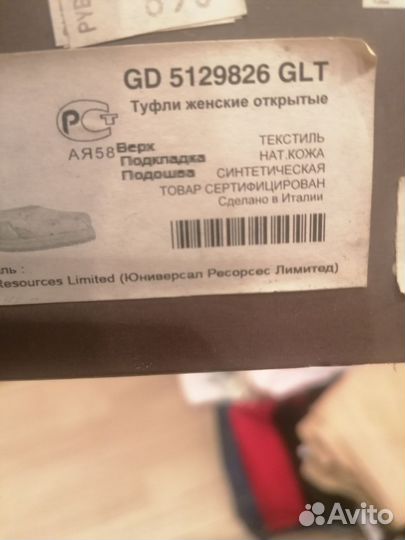 РУБ
GD 5129826 GLT
Туфли женские открытые
РСТ
АЯ58
Верх ТЕКСТИЛЬ
Подкладка НАТ.КОЖА
Подошва СИНТЕТИЧЕСКАЯ
ТОВАР СЕРТИФИЦИРОВАН
Сделано в Италии
Resources Limited (Юниверсал Ресорсес Лимитед)
Avito